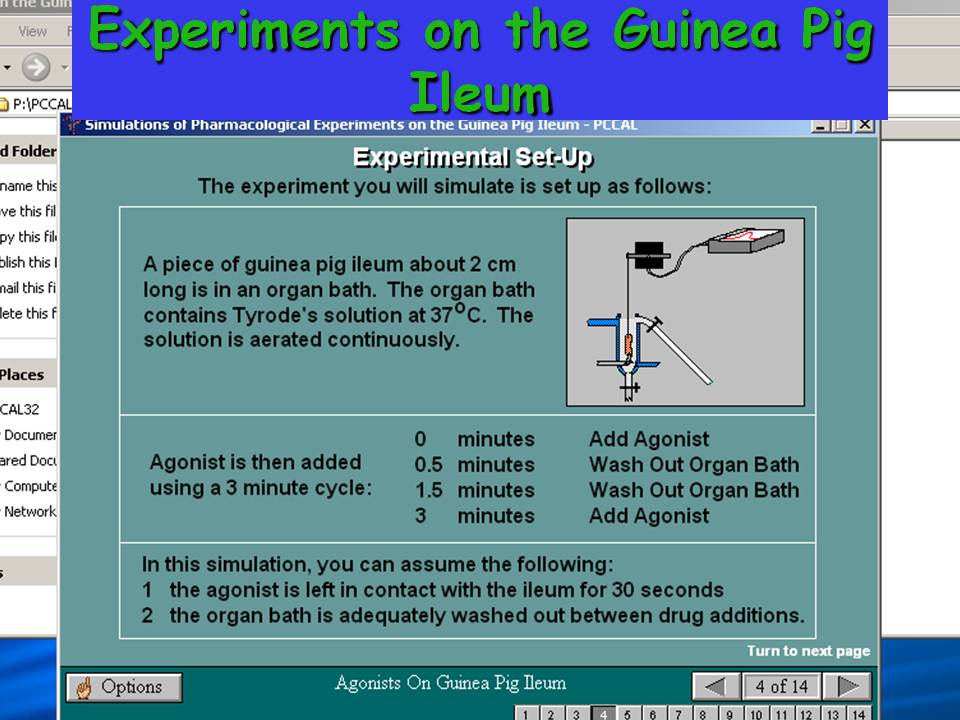 Experiments on the Guinea Pig
Ileum
View
P:\PCCAL
Simulations of Pharmacological Experiments on the Guinea Pig Ileum - PCCAL
d Folder
name this
ve this fil
py this file
blish this
mail this fi
lete this f
Places
CCAL32
Documen
ared Docu
Compute
Network
Experimental Set-Up
The experiment you will simulate is set up as follows:
A piece of guinea pig ileum about 2 cm
long is in an organ bath. The organ bath
contains Tyrode's solution at 37°C. The
solution is aerated continuously.
Agonist is then added
using a 3 minute cycle:
0 minutes Add Agonist
0.5 minutes Wash Out Organ Bath
1.5 minutes Wash Out Organ Bath
3 minutes Add Agonist
In this simulation, you can assume the following:
1 the agonist is left in contact with the ileum for 30 seconds
2 the organ bath is adequately washed out between drug additions.
Turn to next page
Options
Agonists On Guinea Pig Ileum
4 of 14
1 2 3 4 5 6 7 8 9 10 11 12 13 14